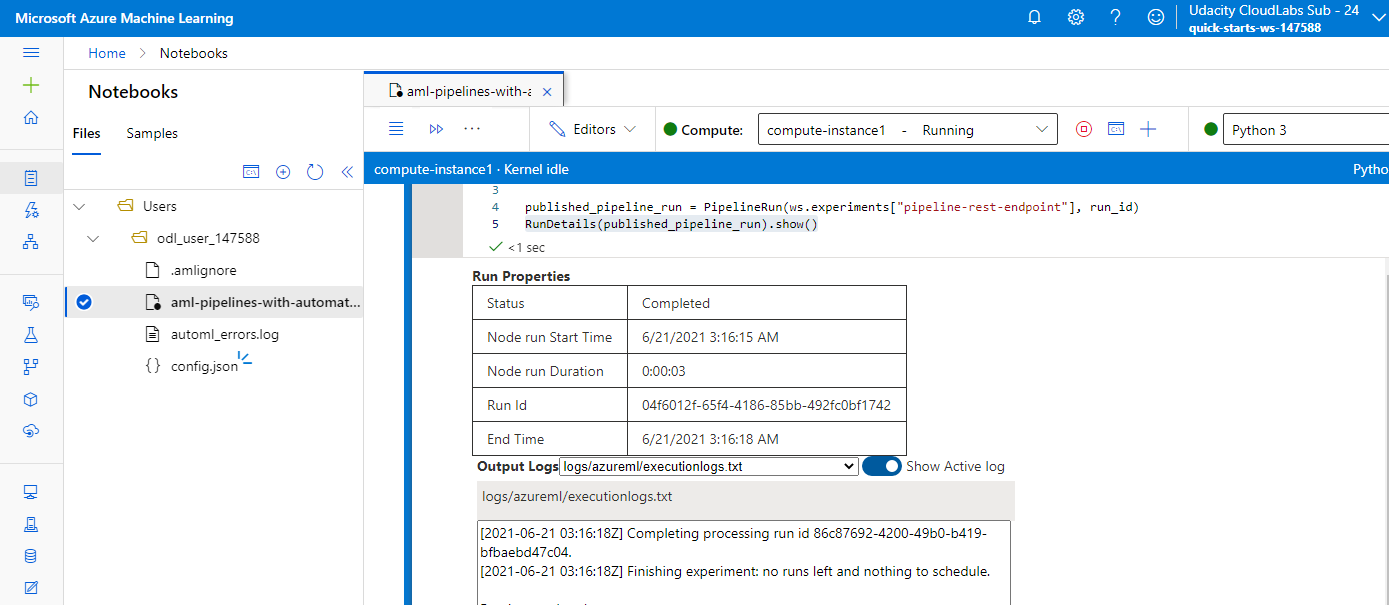 Microsoft Azure Machine Learning
Udacity CloudLabs Sub - 24
quick-starts-ws-147588
Home > Notebooks
Notebooks
Files Samples
Users
odl_user_147588
.amlignore
aml-pipelines-with-automat...
automl_errors.log
{} config.json
aml-pipelines-with-a
Editors
Compute: compute-instance1 - Running
Python 3
compute-instance1 · Kernel idle
Pytho
3
4 published_pipeline_run = PipelineRun(ws.experiments["pipeline-rest-endpoint"], run_id)
5 RunDetails(published_pipeline_run).show()
<1 sec
Run Properties
Status Completed
Node run Start Time 6/21/2021 3:16:15 AM
Node run Duration 0:00:03
Run Id 04f6012f-65f4-4186-85bb-492fc0bf1742
End Time 6/21/2021 3:16:18 AM
Output Logs logs/azureml/executionlogs.txt Show Active log
logs/azureml/executionlogs.txt
[2021-06-21 03:16:18Z] Completing processing run id 86c87692-4200-49b0-b419-
bfbaebd47c04.
[2021-06-21 03:16:18Z] Finishing experiment: no runs left and nothing to schedule.